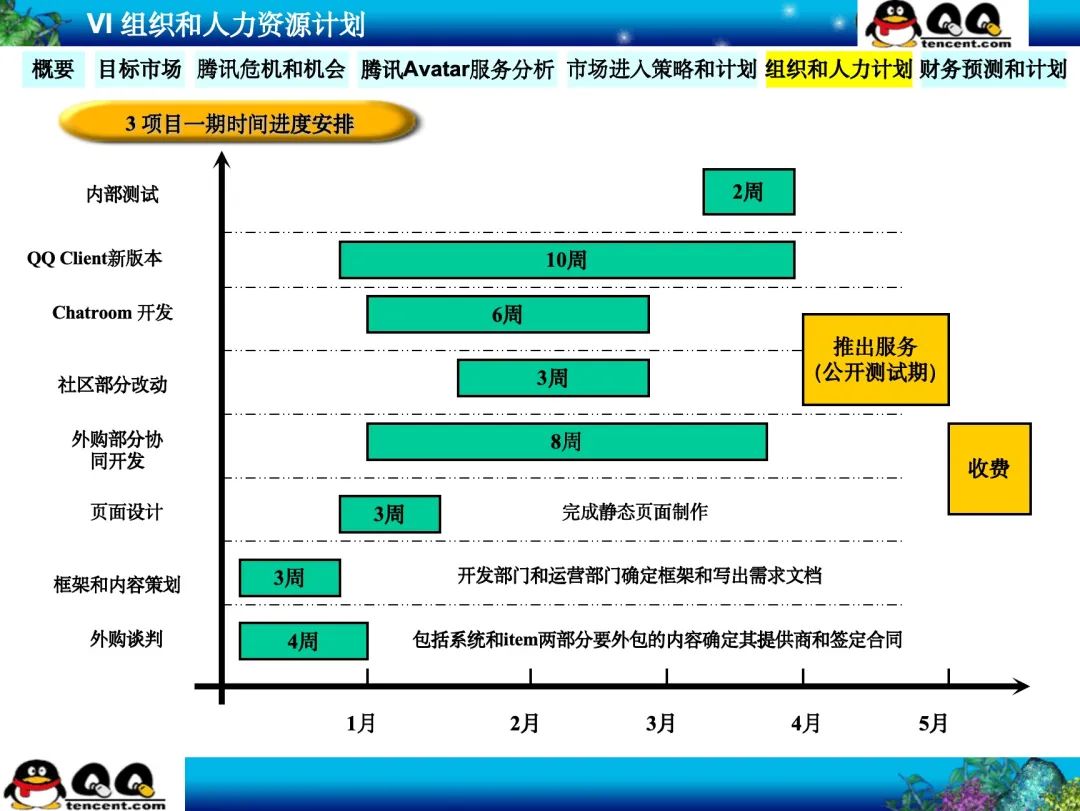 VI 组织和人力资源计划
QQ
tencent.com
概要 目标市场 腾讯危机和机会 腾讯Avatar服务分析 市场进入策略和计划 组织和人力计划 财务预测和计划
3 项目一期时间进度安排
内部测试
2周
QQ Client新版本
10周
Chatroom 开发
6周
推出服务
(公开测试期)
社区部分改动
3周
外购部分协
同开发
8周
收费
页面设计
3周
完成静态页面制作
框架和内容策划
3周
开发部门和运营部门确定框架和写出需求文档
外购谈判
4周
包括系统和item两部分要外包的内容确定其提供商和签定合同
1月 2月 3月 4月 5月
QQ
tencent.com